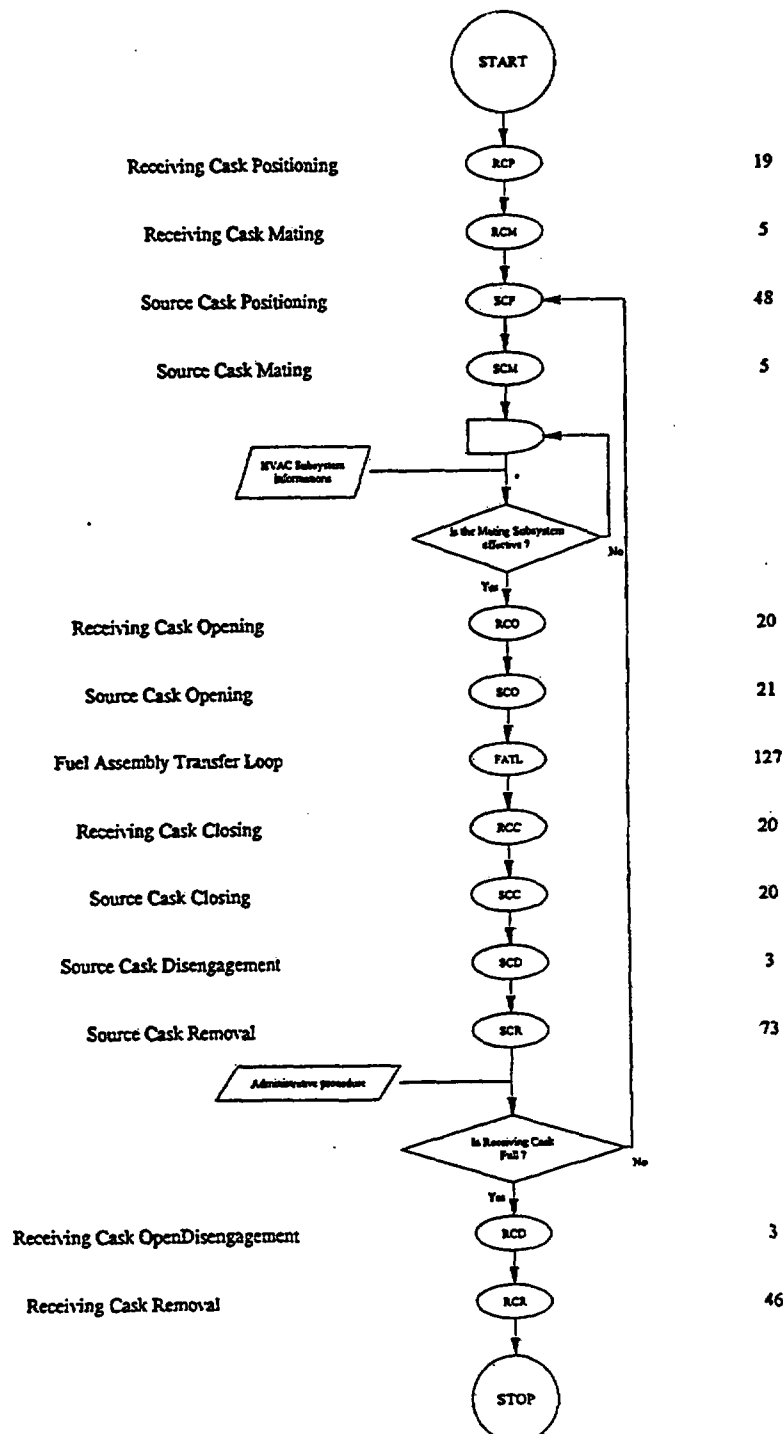 START
Receiving Cask Positioning RCP 19
Receiving Cask Mating RCM 5
Source Cask Positioning SCP 48
Source Cask Mating SCM 5
HVAC Subsystem
informations
Is the Mating Subsystem
effective ?
No
Yes
Receiving Cask Opening RCO 20
Source Cask Opening SCO 21
Fuel Assembly Transfer Loop FATL 127
Receiving Cask Closing RCC 20
Source Cask Closing SCC 20
Source Cask Disengagement SCD 3
Source Cask Removal SCR 73
Administrative procedure
Is Receiving Cask
Full ?
No
Yes
Receiving Cask OpenDisengagement RCD 3
Receiving Cask Removal RCR 46
STOP